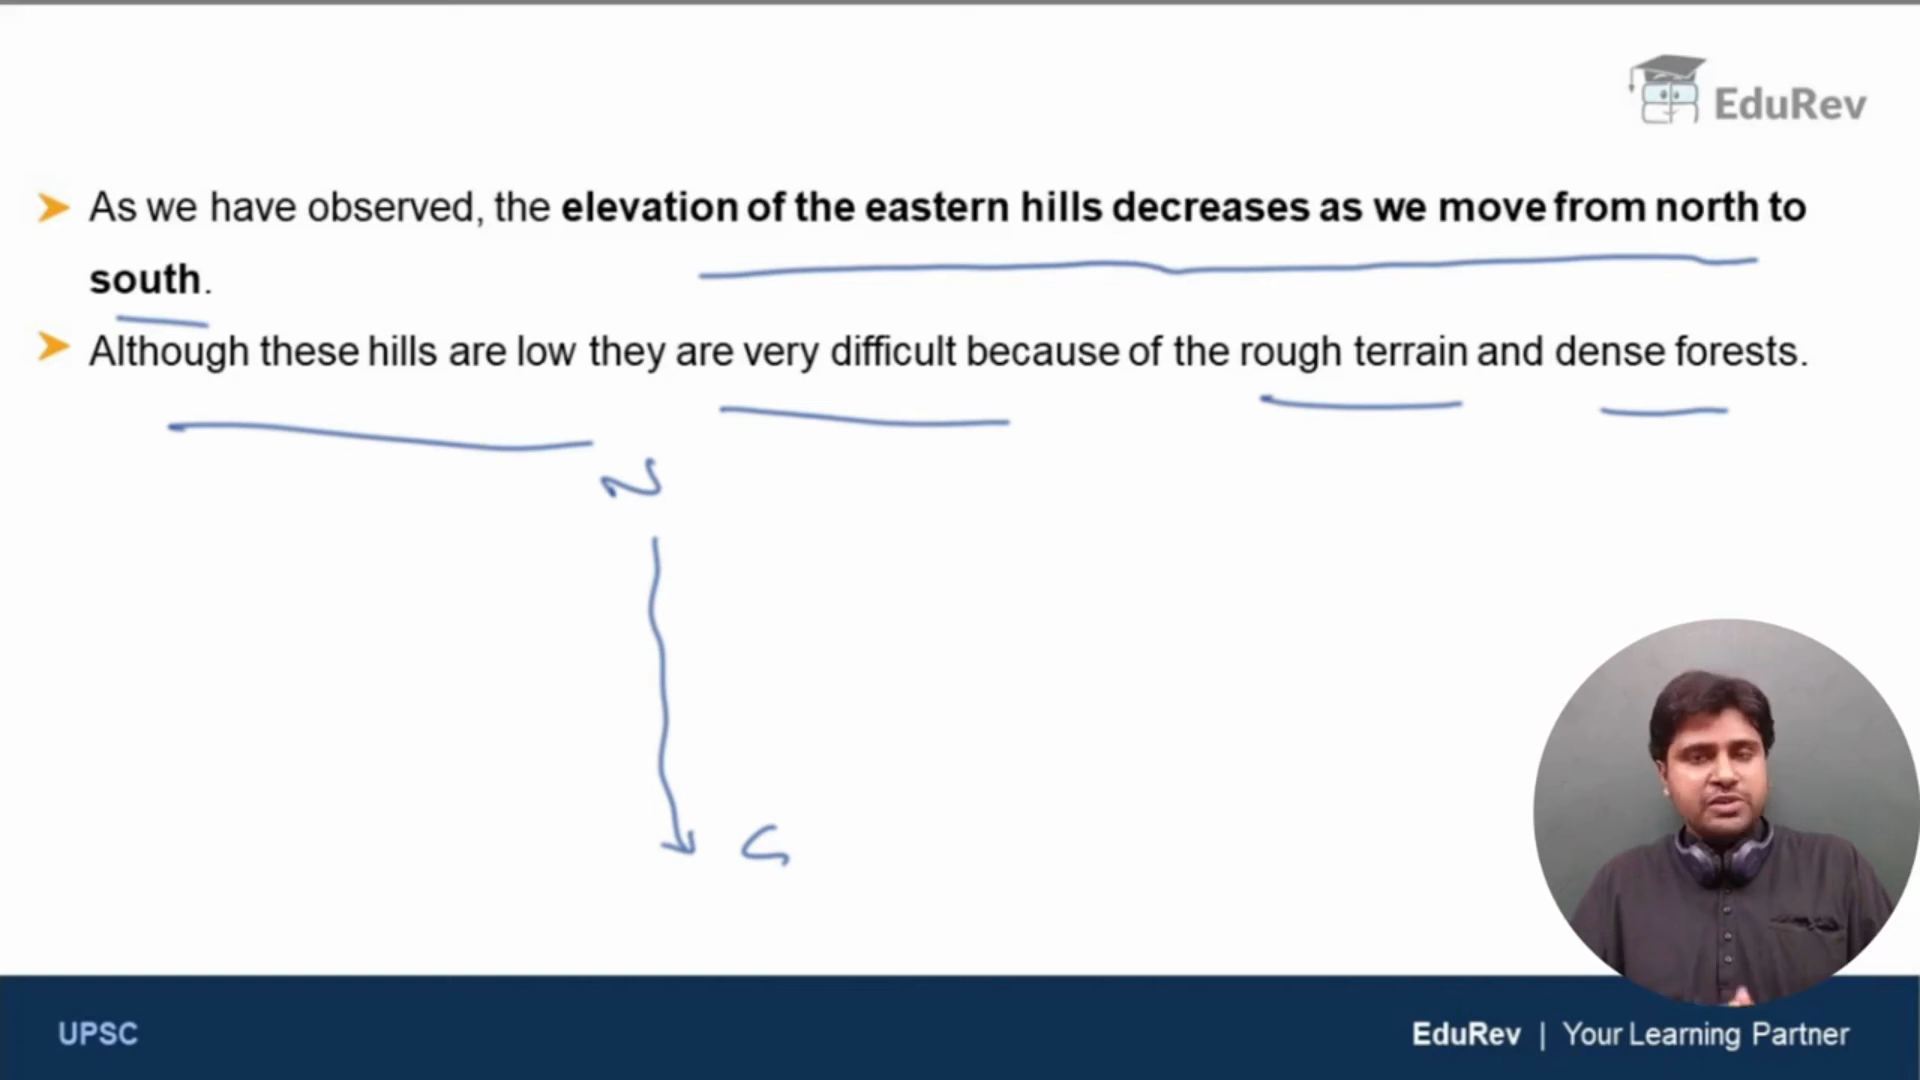 EduRev
➤ As we have observed, the elevation of the eastern hills decreases as we move from north to
south.
➤ Although these hills are low they are very difficult because of the rough terrain and dense forests.
N
S
UPSC
EduRev | Your Learning Partner